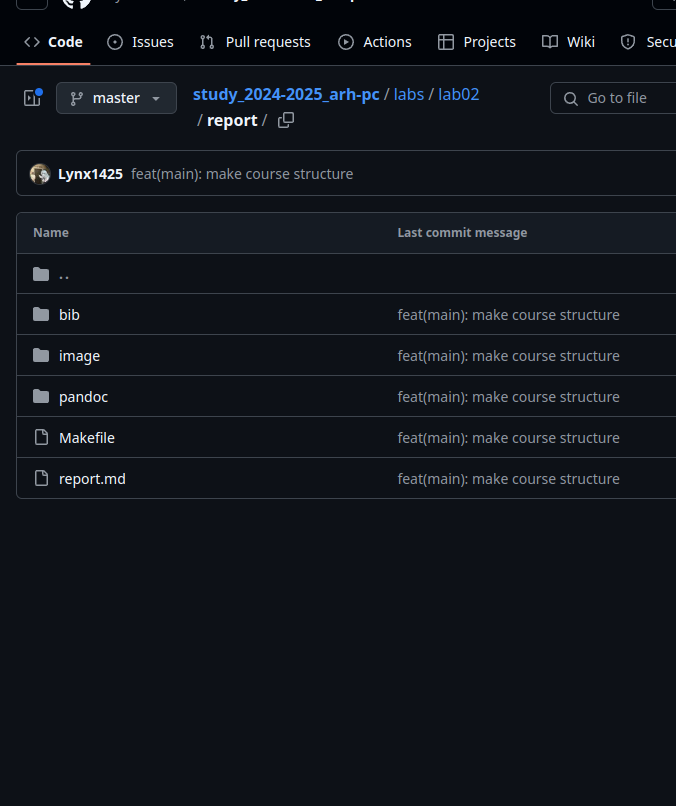 Code Issues Pull requests Actions Projects Wiki Secu
master study_2024-2025_arh-pc / labs / lab02 Go to file
/ report /
Lynx1425 feat(main): make course structure
Name Last commit message
..
bib feat(main): make course structure
image feat(main): make course structure
pandoc feat(main): make course structure
Makefile feat(main): make course structure
report.md feat(main): make course structure